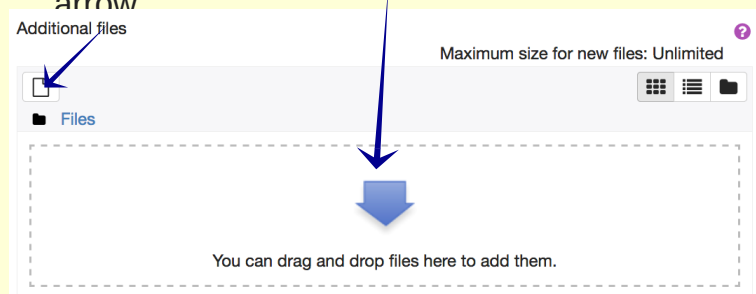 arrow
Additional files
Maximum size for new files: Unlimited
Files
You can drag and drop files here to add them.